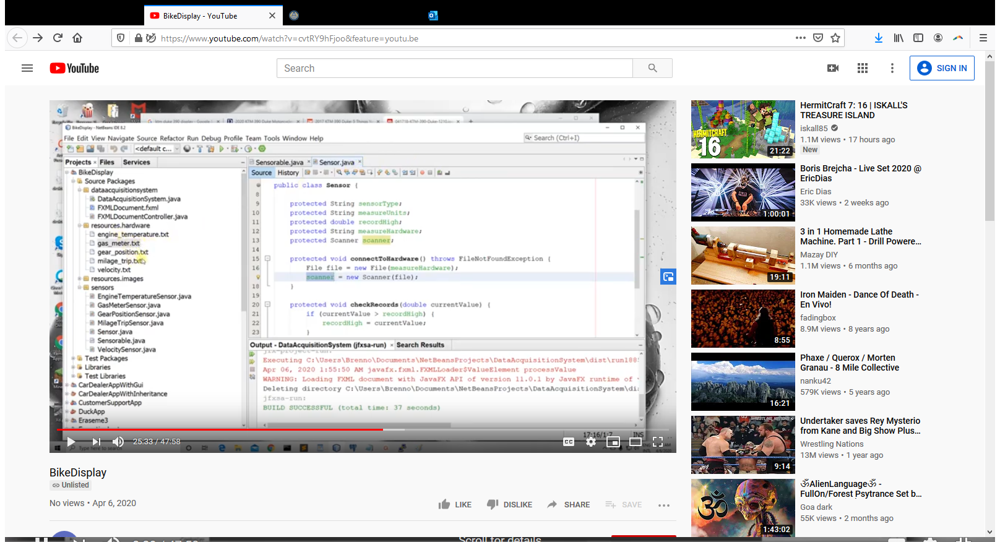 BikeDisplay - YouTube
https://www.youtube.com/watch?v=cvtRY9hFjoo&feature=youtu.be
YouTube
Search
SIGN IN
BikeDisplay - NetBeans IDE 8.2
File Edit View Navigate Source Refactor Run Debug Profile Team Tools Window Help
Search (Ctrl+I)
<default c...
Projects Files Services
BikeDisplay
Source Packages
dataacquisitionsystem
DataAcquisitionSystem.java
FXMLDocument.fxml
FXMLDocumentController.java
resources.hardware
engine_temperature.txt
gas_meter.txt
gear_position.txt
milage_trip.txt
velocity.txt
resources.images
sensors
EngineTemperatureSensor.java
GasMeterSensor.java
GearPositionSensor.java
MilageTripSensor.java
Sensor.java
Sensorable.java
VelocitySensor.java
Test Packages
Libraries
Test Libraries
CarDealerAppWithGui
CarDealerAppWithInheritance
CustomerSupportApp
DuckApp
Eraseme3
Sensorable.java Sensor.java
Source History
public class Sensor {
8
9 protected String sensorType;
10 protected String measureUnits;
11 protected double recordHigh;
12 protected String measureHardware;
13 protected Scanner scanner;
14
15 protected void connectToHardware() throws FileNotFoundException {
16 File file = new File(measureHardware);
scanner = new Scanner(file);
18 }
19
20 protected void checkRecords(double currentValue) {
21 if (currentValue > recordHigh) {
22 recordHigh = currentValue;
23 }
Output - DataAcquisitionSystem (jfxsa-run) Search Results
jfx-project-run:
Executing C:\Users\Brenno\Documents\NetBeansProjects\DataAcquisitionSystem\dist\run188
Apr 06, 2020 1:55:50 AM javafx.fxml.FXMLLoader$ValueElement processValue
WARNING: Loading FXML document with JavaFX API of version 11.0.1 by JavaFX runtime of
Deleting directory C:\Users\Brenno\Documents\NetBeansProjects\DataAcquisitionSystem\di
jfxsa-run:
BUILD SUCCESSFUL (total time: 37 seconds)
17:16/1:7 INS
25:33 / 47:58
CC
Type here to search
BikeDisplay
Unlisted
No views • Apr 6, 2020
LIKE DISLIKE SHARE SAVE
HermitCraft 7: 16 | ISKALL'S
TREASURE ISLAND
iskall85
1.1M views • 17 hours ago
New
HERMITCRAFT
16
21:22
Boris Brejcha - Live Set 2020 @
EricDias
Eric Dias
33K views • 2 weeks ago
1:00:01
3 in 1 Homemade Lathe
Machine. Part 1 - Drill Powere...
Mazay DIY
1.1M views • 6 months ago
19:11
Iron Maiden - Dance Of Death -
En Vivo!
fadingbox
8.9M views • 8 years ago
8:55
Phaxe / Querox / Morten
Granau - 8 Mile Collective
nanku42
579K views • 5 years ago
16:21
Undertaker saves Rey Mysterio
from Kane and Big Show Plus...
Wrestling Nations
13M views • 1 year ago
WRESTLING NATIONS
9:14
ॐAlienLanguageॐ -
FullOn/Forest Psytrance Set b...
Goa dark
55K views • 2 months ago
ॐ
1:43:02
Scroll for details